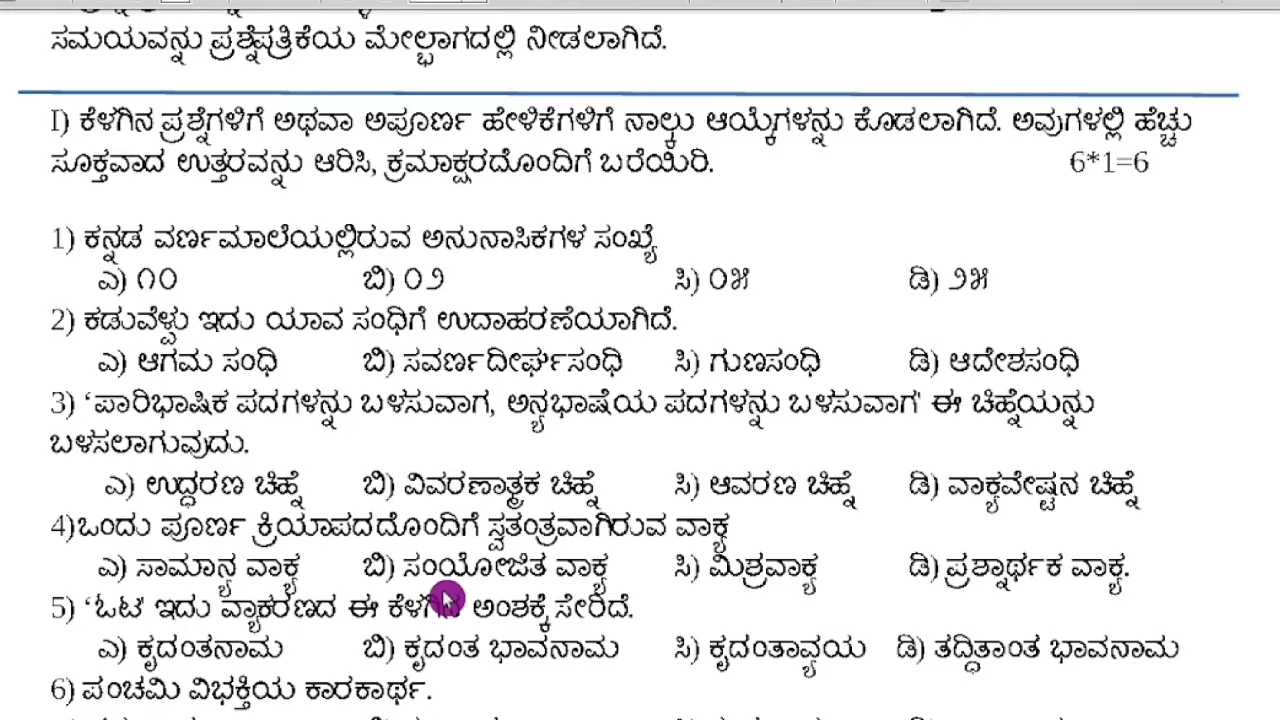 ಸಮಯವನ್ನು ಪ್ರಶ್ನೆಪತ್ರಿಕೆಯ ಮೇಲ್ಭಾಗದಲ್ಲಿ ನೀಡಲಾಗಿದೆ.
I) ಕೆಳಗಿನ ಪ್ರಶ್ನೆಗಳಿಗೆ ಅಥವಾ ಅಪೂರ್ಣ ಹೇಳಿಕೆಗಳಿಗೆ ನಾಲ್ಕು ಆಯ್ಕೆಗಳನ್ನು ಕೊಡಲಾಗಿದೆ. ಅವುಗಳಲ್ಲಿ ಹೆಚ್ಚು
ಸೂಕ್ತವಾದ ಉತ್ತರವನ್ನು ಆರಿಸಿ, ಕ್ರಮಾಕ್ಷರದೊಂದಿಗೆ ಬರೆಯಿರಿ. 6*1=6
1) ಕನ್ನಡ ವರ್ಣಮಾಲೆಯಲ್ಲಿರುವ ಅನುನಾಸಿಕಗಳ ಸಂಖ್ಯೆ
ಎ) ೧೦ ಬಿ) ೦೨ ಸಿ) ೦೫ ಡಿ) ೨೫
2) ಕಡುವೆಳ್ಪು ಇದು ಯಾವ ಸಂಧಿಗೆ ಉದಾಹರಣೆಯಾಗಿದೆ.
ಎ) ಆಗಮ ಸಂಧಿ ಬಿ) ಸವರ್ಣದೀರ್ಘಸಂಧಿ ಸಿ) ಗುಣಸಂಧಿ ಡಿ) ಆದೇಶಸಂಧಿ
3) ‘ಪಾರಿಭಾಷಿಕ ಪದಗಳನ್ನು ಬಳಸುವಾಗ, ಅನ್ಯಭಾಷೆಯ ಪದಗಳನ್ನು ಬಳಸುವಾಗ' ಈ ಚಿಹ್ನೆಯನ್ನು
ಬಳಸಲಾಗುವುದು.
ಎ) ಉದ್ಧರಣ ಚಿಹ್ನೆ ಬಿ) ವಿವರಣಾತ್ಮಕ ಚಿಹ್ನೆ ಸಿ) ಆವರಣ ಚಿಹ್ನೆ ಡಿ) ವಾಕ್ಯವೇಷ್ಟನ ಚಿಹ್ನೆ
4)ಒಂದು ಪೂರ್ಣ ಕ್ರಿಯಾಪದದೊಂದಿಗೆ ಸ್ವತಂತ್ರವಾಗಿರುವ ವಾಕ್ಯ
ಎ) ಸಾಮಾನ್ಯ ವಾಕ್ಯ ಬಿ) ಸಂಯೋಜಿತ ವಾಕ್ಯ ಸಿ) ಮಿಶ್ರವಾಕ್ಯ ಡಿ) ಪ್ರಶ್ನಾರ್ಥಕ ವಾಕ್ಯ.
5) ‘ಓಟ' ಇದು ವ್ಯಾಕರಣದ ಈ ಕೆಳಗಿನ ಅಂಶಕ್ಕೆ ಸೇರಿದೆ.
ಎ) ಕೃದಂತನಾಮ ಬಿ) ಕೃದಂತ ಭಾವನಾಮ ಸಿ) ಕೃದಂತಾವ್ಯಯ ಡಿ) ತದ್ಧಿತಾಂತ ಭಾವನಾಮ
6) ಪಂಚಮಿ ವಿಭಕ್ತಿಯ ಕಾರಕಾರ್ಥ.